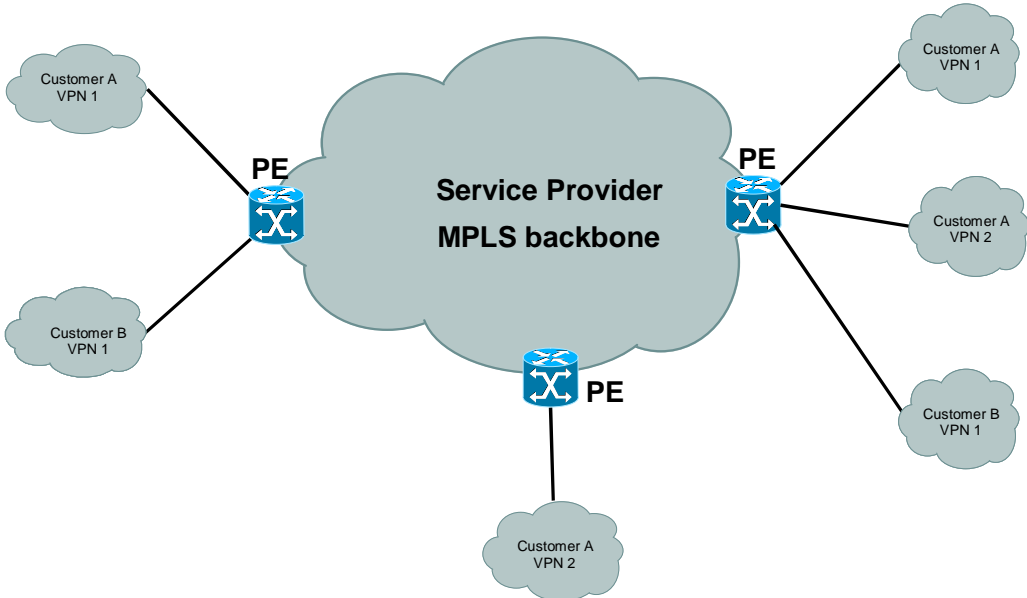 Customer A
VPN 1
PE
Customer B
VPN 1
Service Provider
MPLS backbone
PE
Customer A
VPN 2
PE
Customer A
VPN 1
Customer A
VPN 2
Customer B
VPN 1